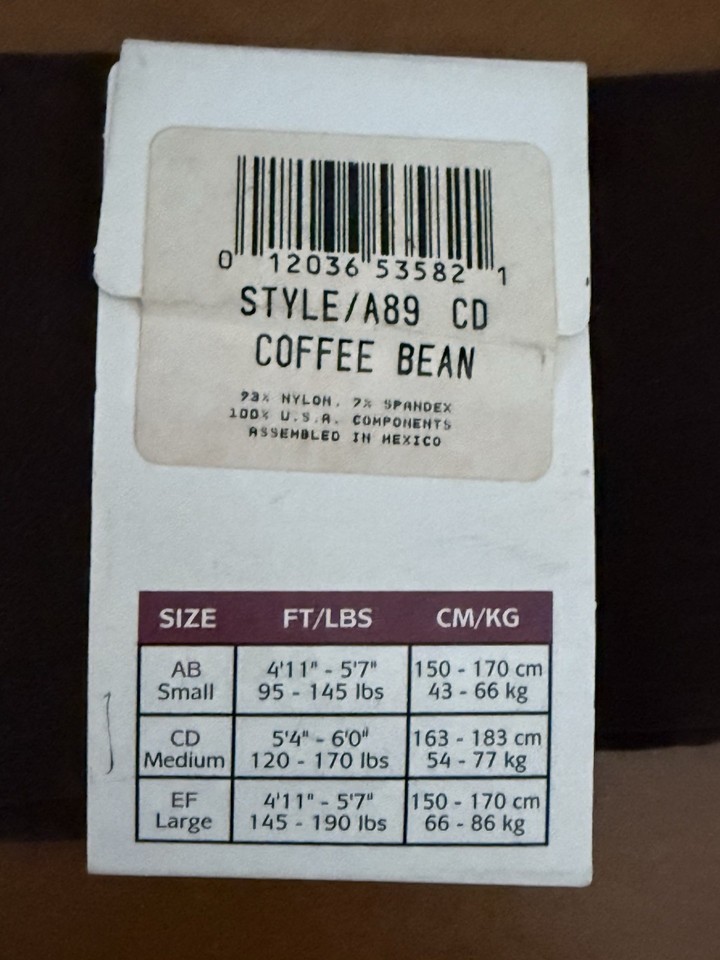 0 12036 53582 1
STYLE/A89 CD
COFFEE BEAN
93% NYLON, 7% SPANDEX
100% U.S.A. COMPONENTS
ASSEMBLED IN MEXICO
SIZE FT/LBS CM/KG
AB 4'11" - 5'7" 150 - 170 cm
Small 95 - 145 lbs 43 - 66 kg
CD 5'4" - 6'0" 163 - 183 cm
Medium 120 - 170 lbs 54 - 77 kg
EF 4'11" - 5'7" 150 - 170 cm
Large 145 - 190 lbs 66 - 86 kg